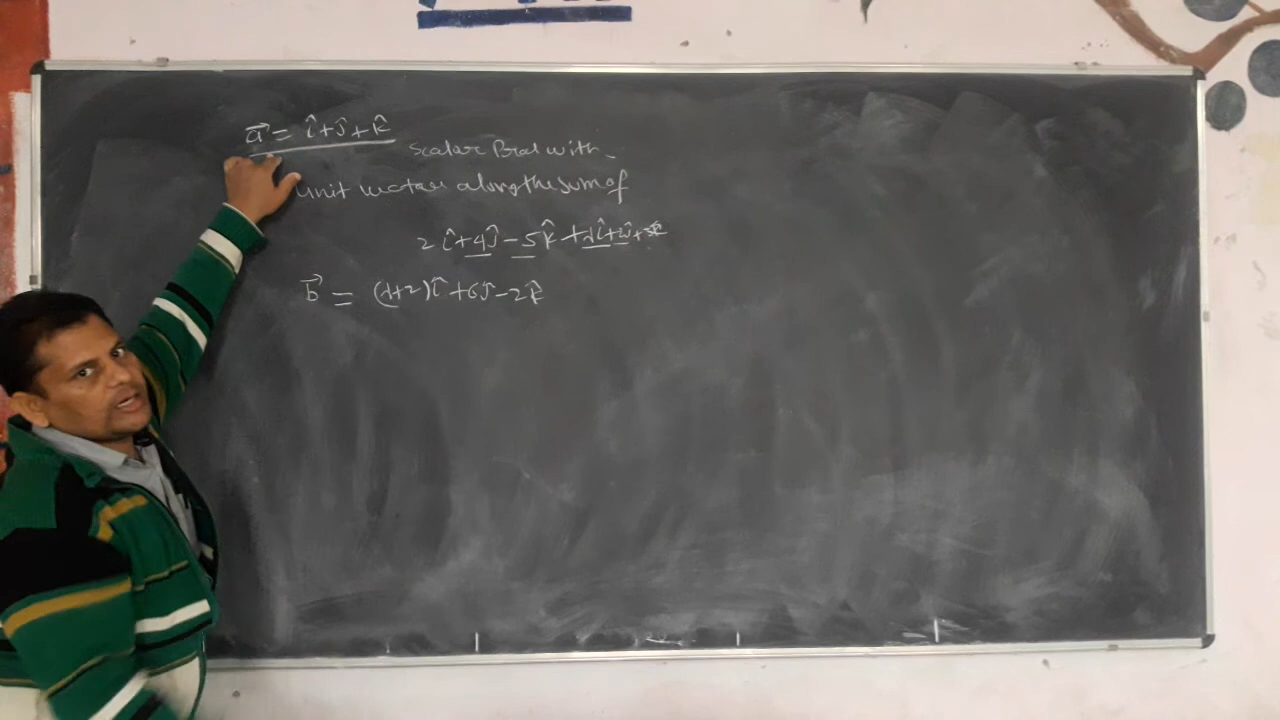 a⃗ = î+ĵ+k̂
Scalar Prod with
unit vector along the sum of
2î+4ĵ-5k̂+λî+2ĵ+3k̂
b⃗ = (λ+2)î+6ĵ-2k̂